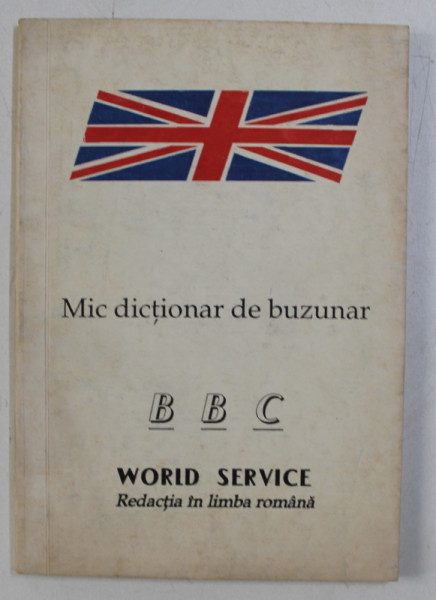 Mic dicționar de buzunar
B B C
WORLD SERVICE
Redacția în limba română